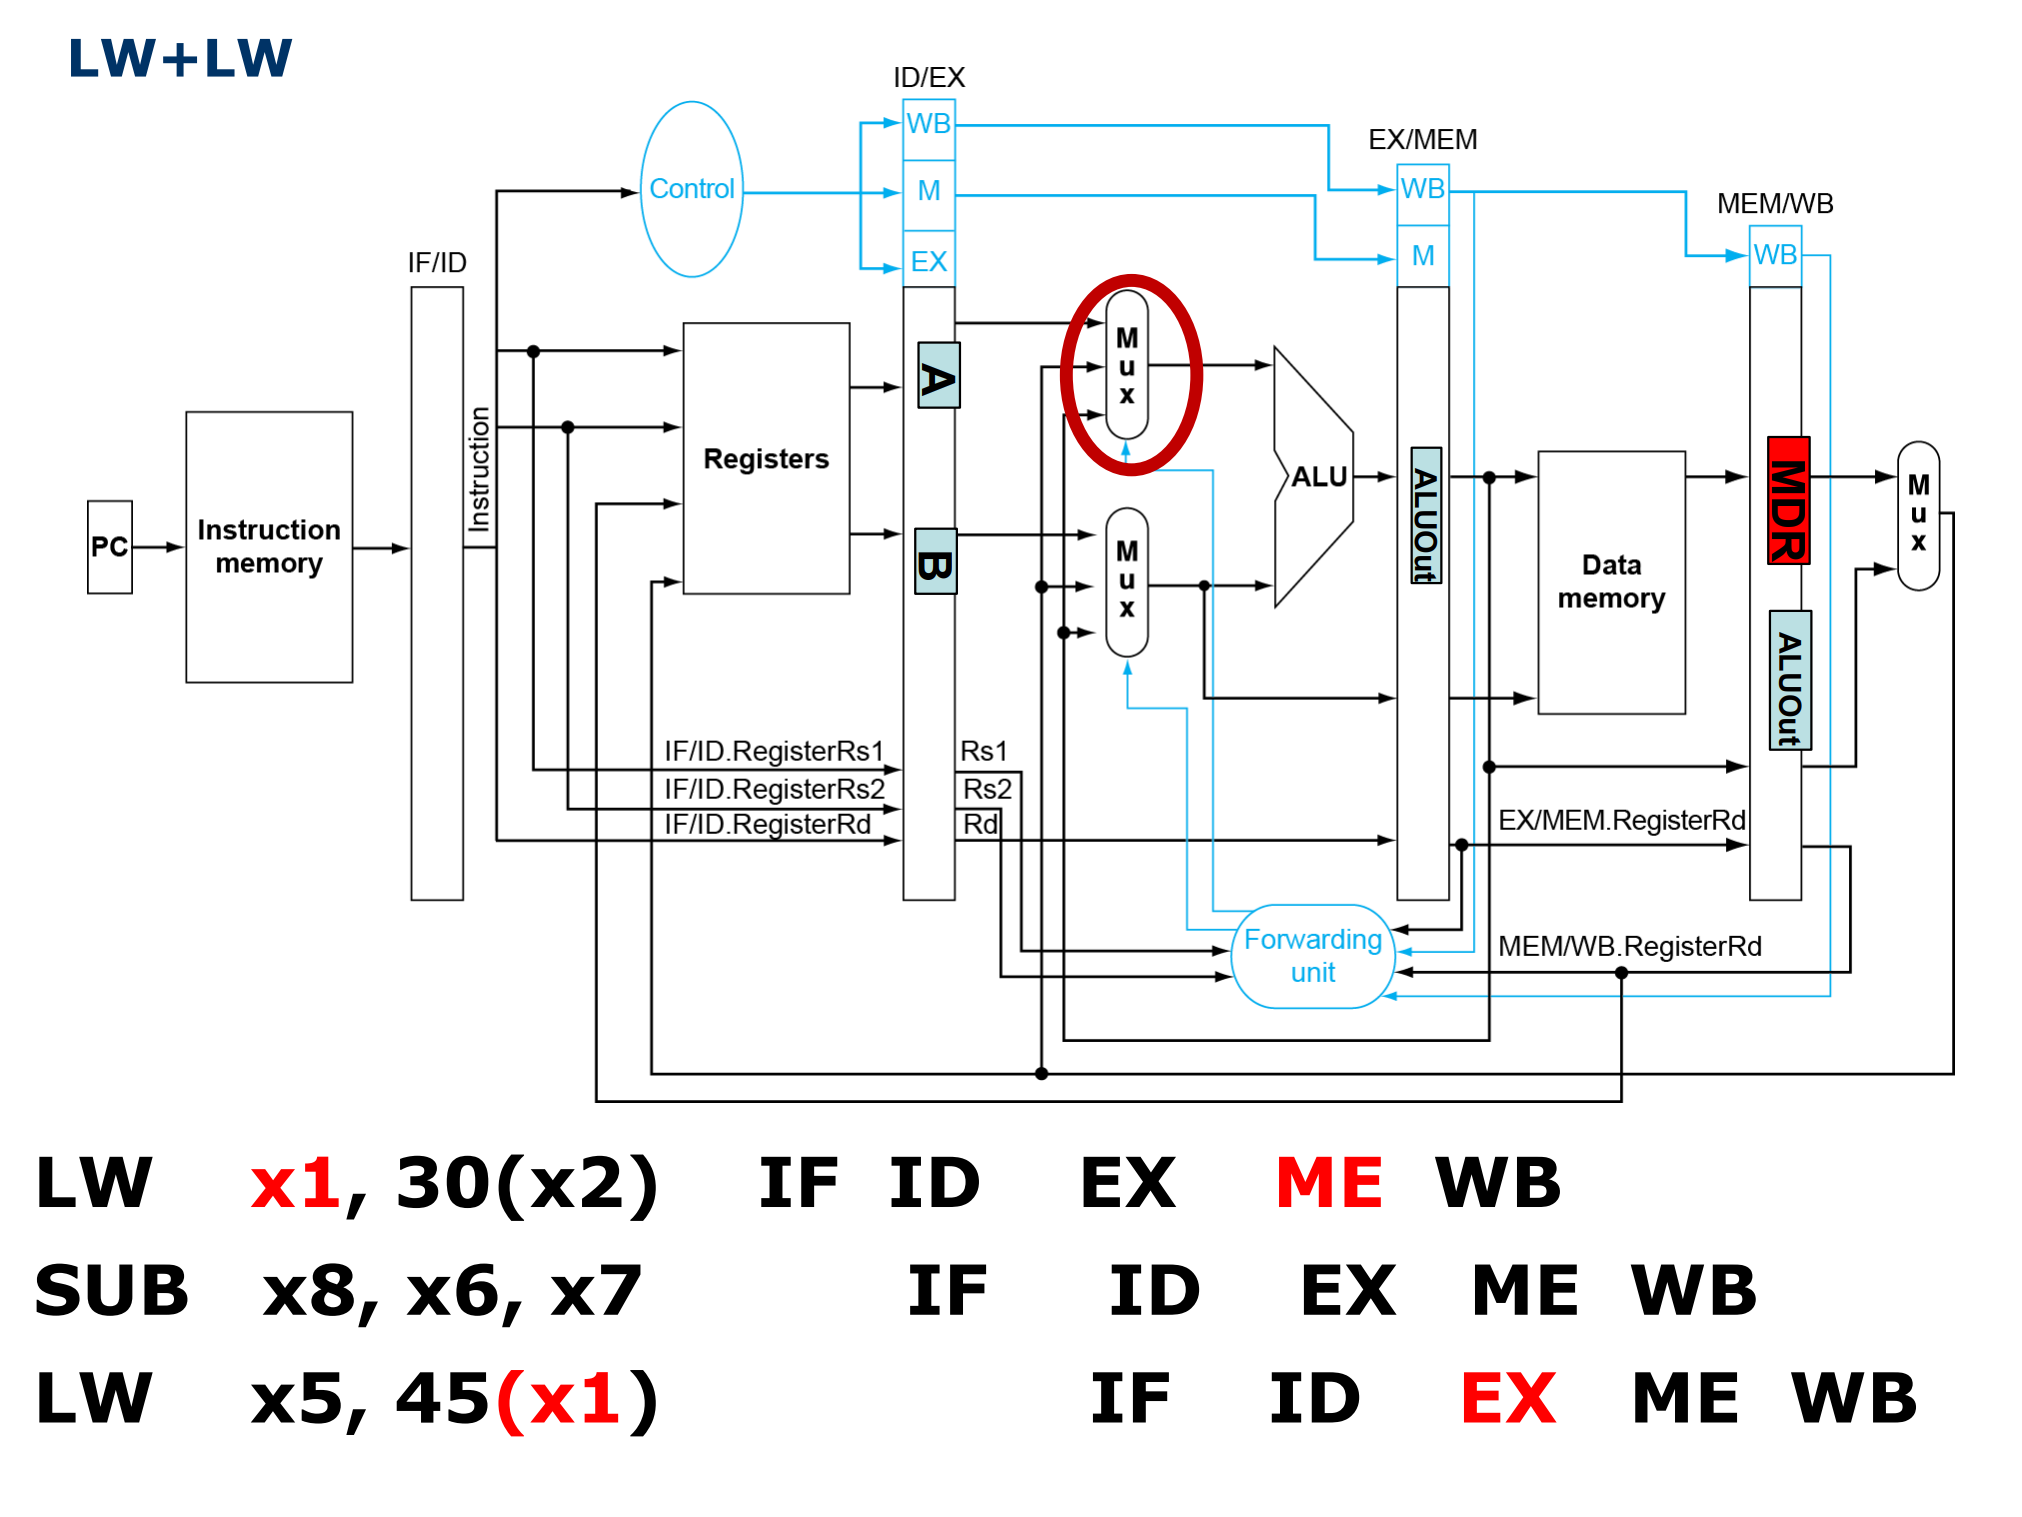 LW+LW
ID/EX
WB
EX/MEM
Control
M
WB
MEM/WB
IF/ID
EX
M
WB
Mux
A
Instruction
Registers
ALU
ALUOut
MDR
Mux
PC
Instruction
memory
B
Mux
Data
memory
ALUOut
IF/ID.RegisterRs1
Rs1
IF/ID.RegisterRs2
Rs2
IF/ID.RegisterRd
Rd
EX/MEM.RegisterRd
Forwarding
unit
MEM/WB.RegisterRd
LW x1, 30(x2) IF ID EX ME WB
SUB x8, x6, x7 IF ID EX ME WB
LW x5, 45(x1) IF ID EX ME WB